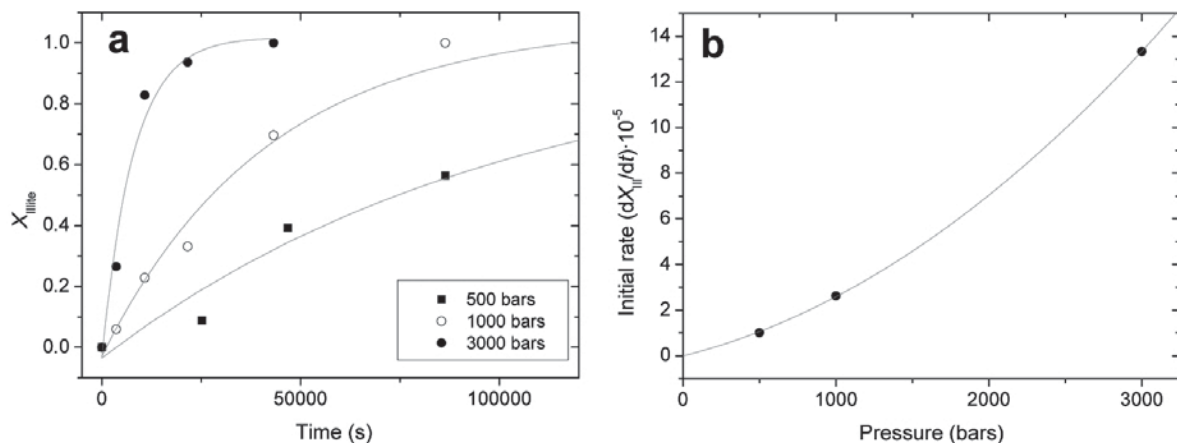 a
1.0
0.8
0.6
0.4
0.2
0.0
X_Illite
0
50000
100000
Time (s)
500 bars
1000 bars
3000 bars
b
14
12
10
8
6
4
2
0
Initial rate (dX_Ill/dt)·10^-5
0
1000
2000
3000
Pressure (bars)